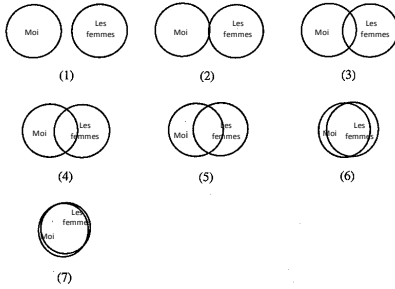 Moi
Les
femmes
(1)
Moi
Les
femmes
(2)
Moi
Les
femmes
(3)
Moi
Les
femmes
(4)
Moi
Les
femmes
(5)
Moi
Les
femmes
(6)
Moi
Les
femmes
(7)